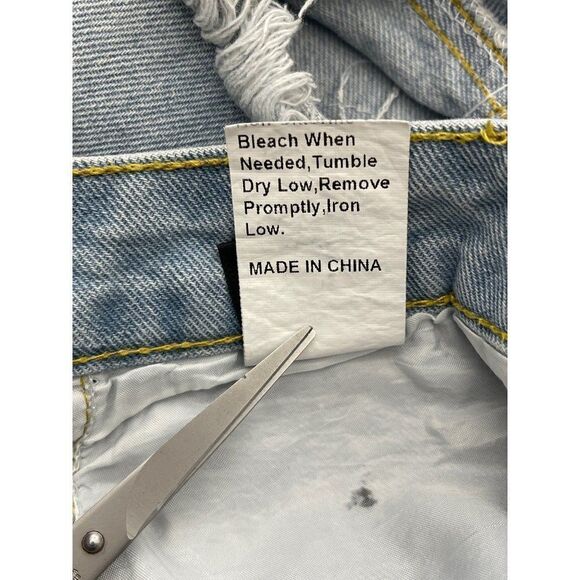 Bleach When
Needed,Tumble
Dry Low,Remove
Promptly,Iron
Low.
MADE IN CHINA